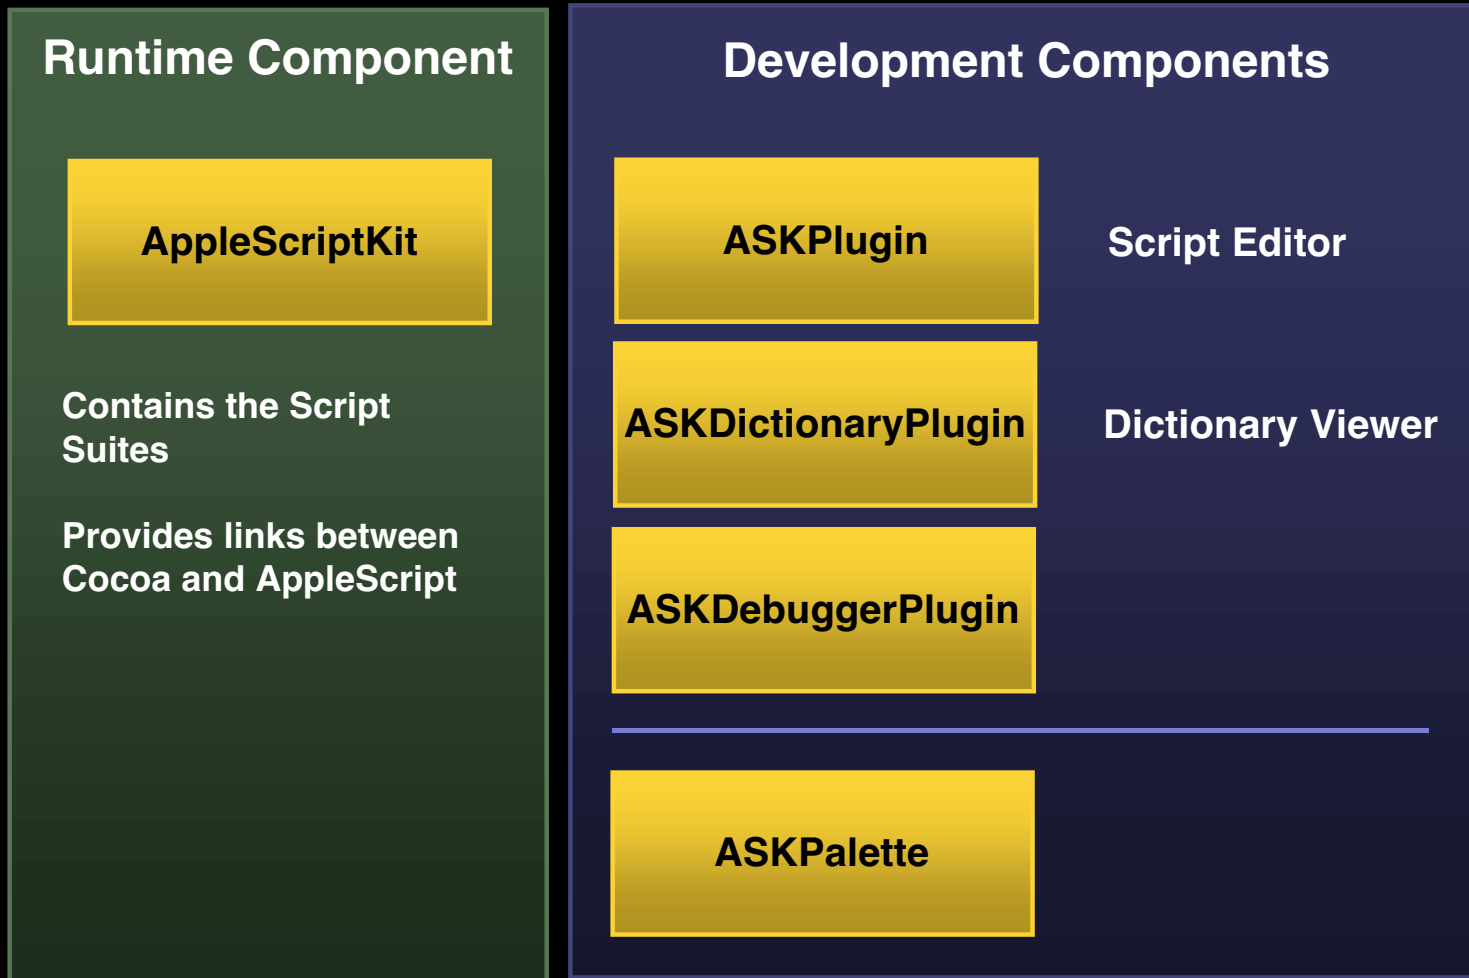 Runtime Component
AppleScriptKit
Contains the Script
Suites
Provides links between
Cocoa and AppleScript
Development Components
ASKPlugin
Script Editor
ASKDictionaryPlugin
Dictionary Viewer
ASKDebuggerPlugin
ASKPalette